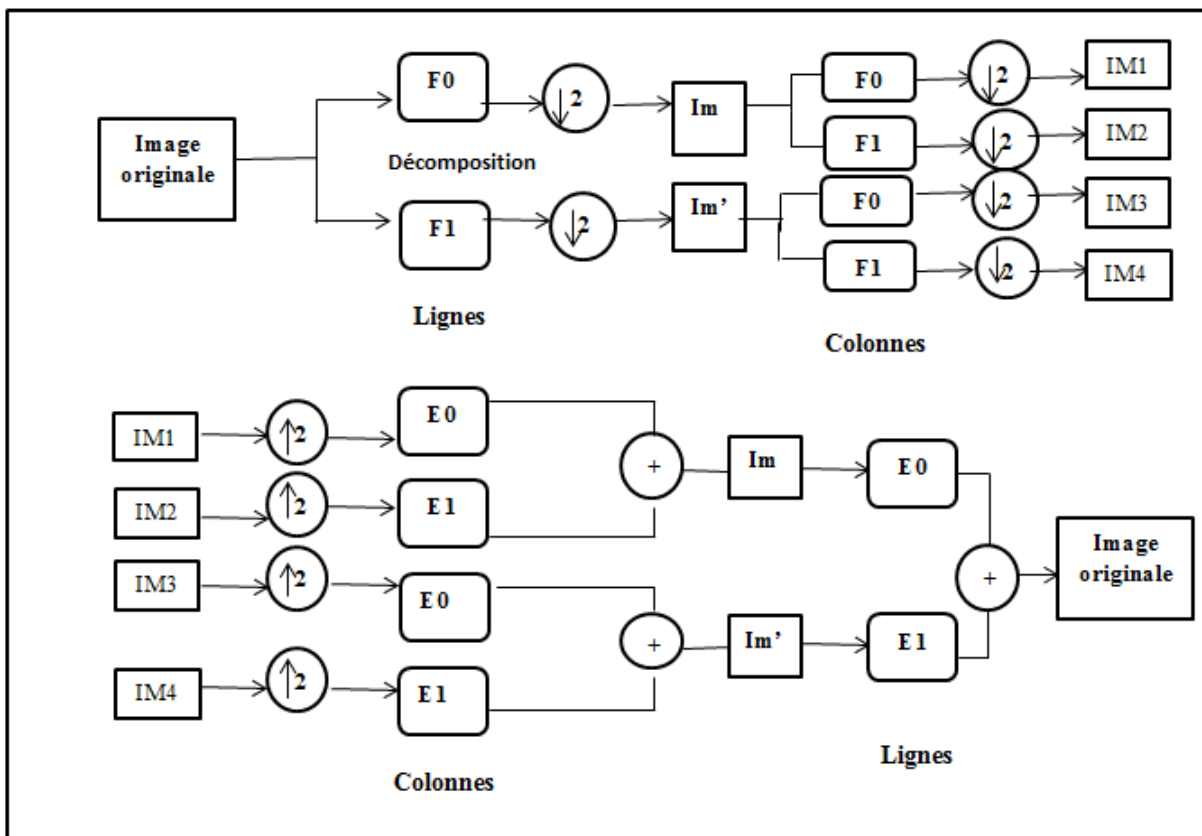 F0
↓2
Im
F0
↓2
IM1
Image
originale
Décomposition
F1
↓2
IM2
F1
↓2
Im’
F0
↓2
IM3
F1
↓2
IM4
Lignes
Colonnes
IM1
↑2
E0
+
Im
E0
IM2
↑2
E1
Image
originale
+
IM3
↑2
E0
+
Im’
E1
IM4
↑2
E1
Lignes
Colonnes